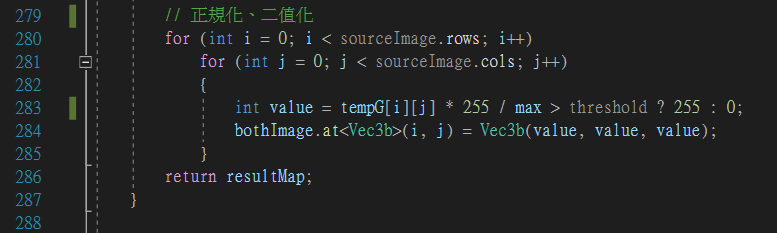 279 // 正規化、二值化
280 for (int i = 0; i < sourceImage.rows; i++)
281 for (int j = 0; j < sourceImage.cols; j++)
282 {
283 int value = tempG[i][j] * 255 / max > threshold ? 255 : 0;
284 bothImage.at<Vec3b>(i, j) = Vec3b(value, value, value);
285 }
286 return resultMap;
287 }
288